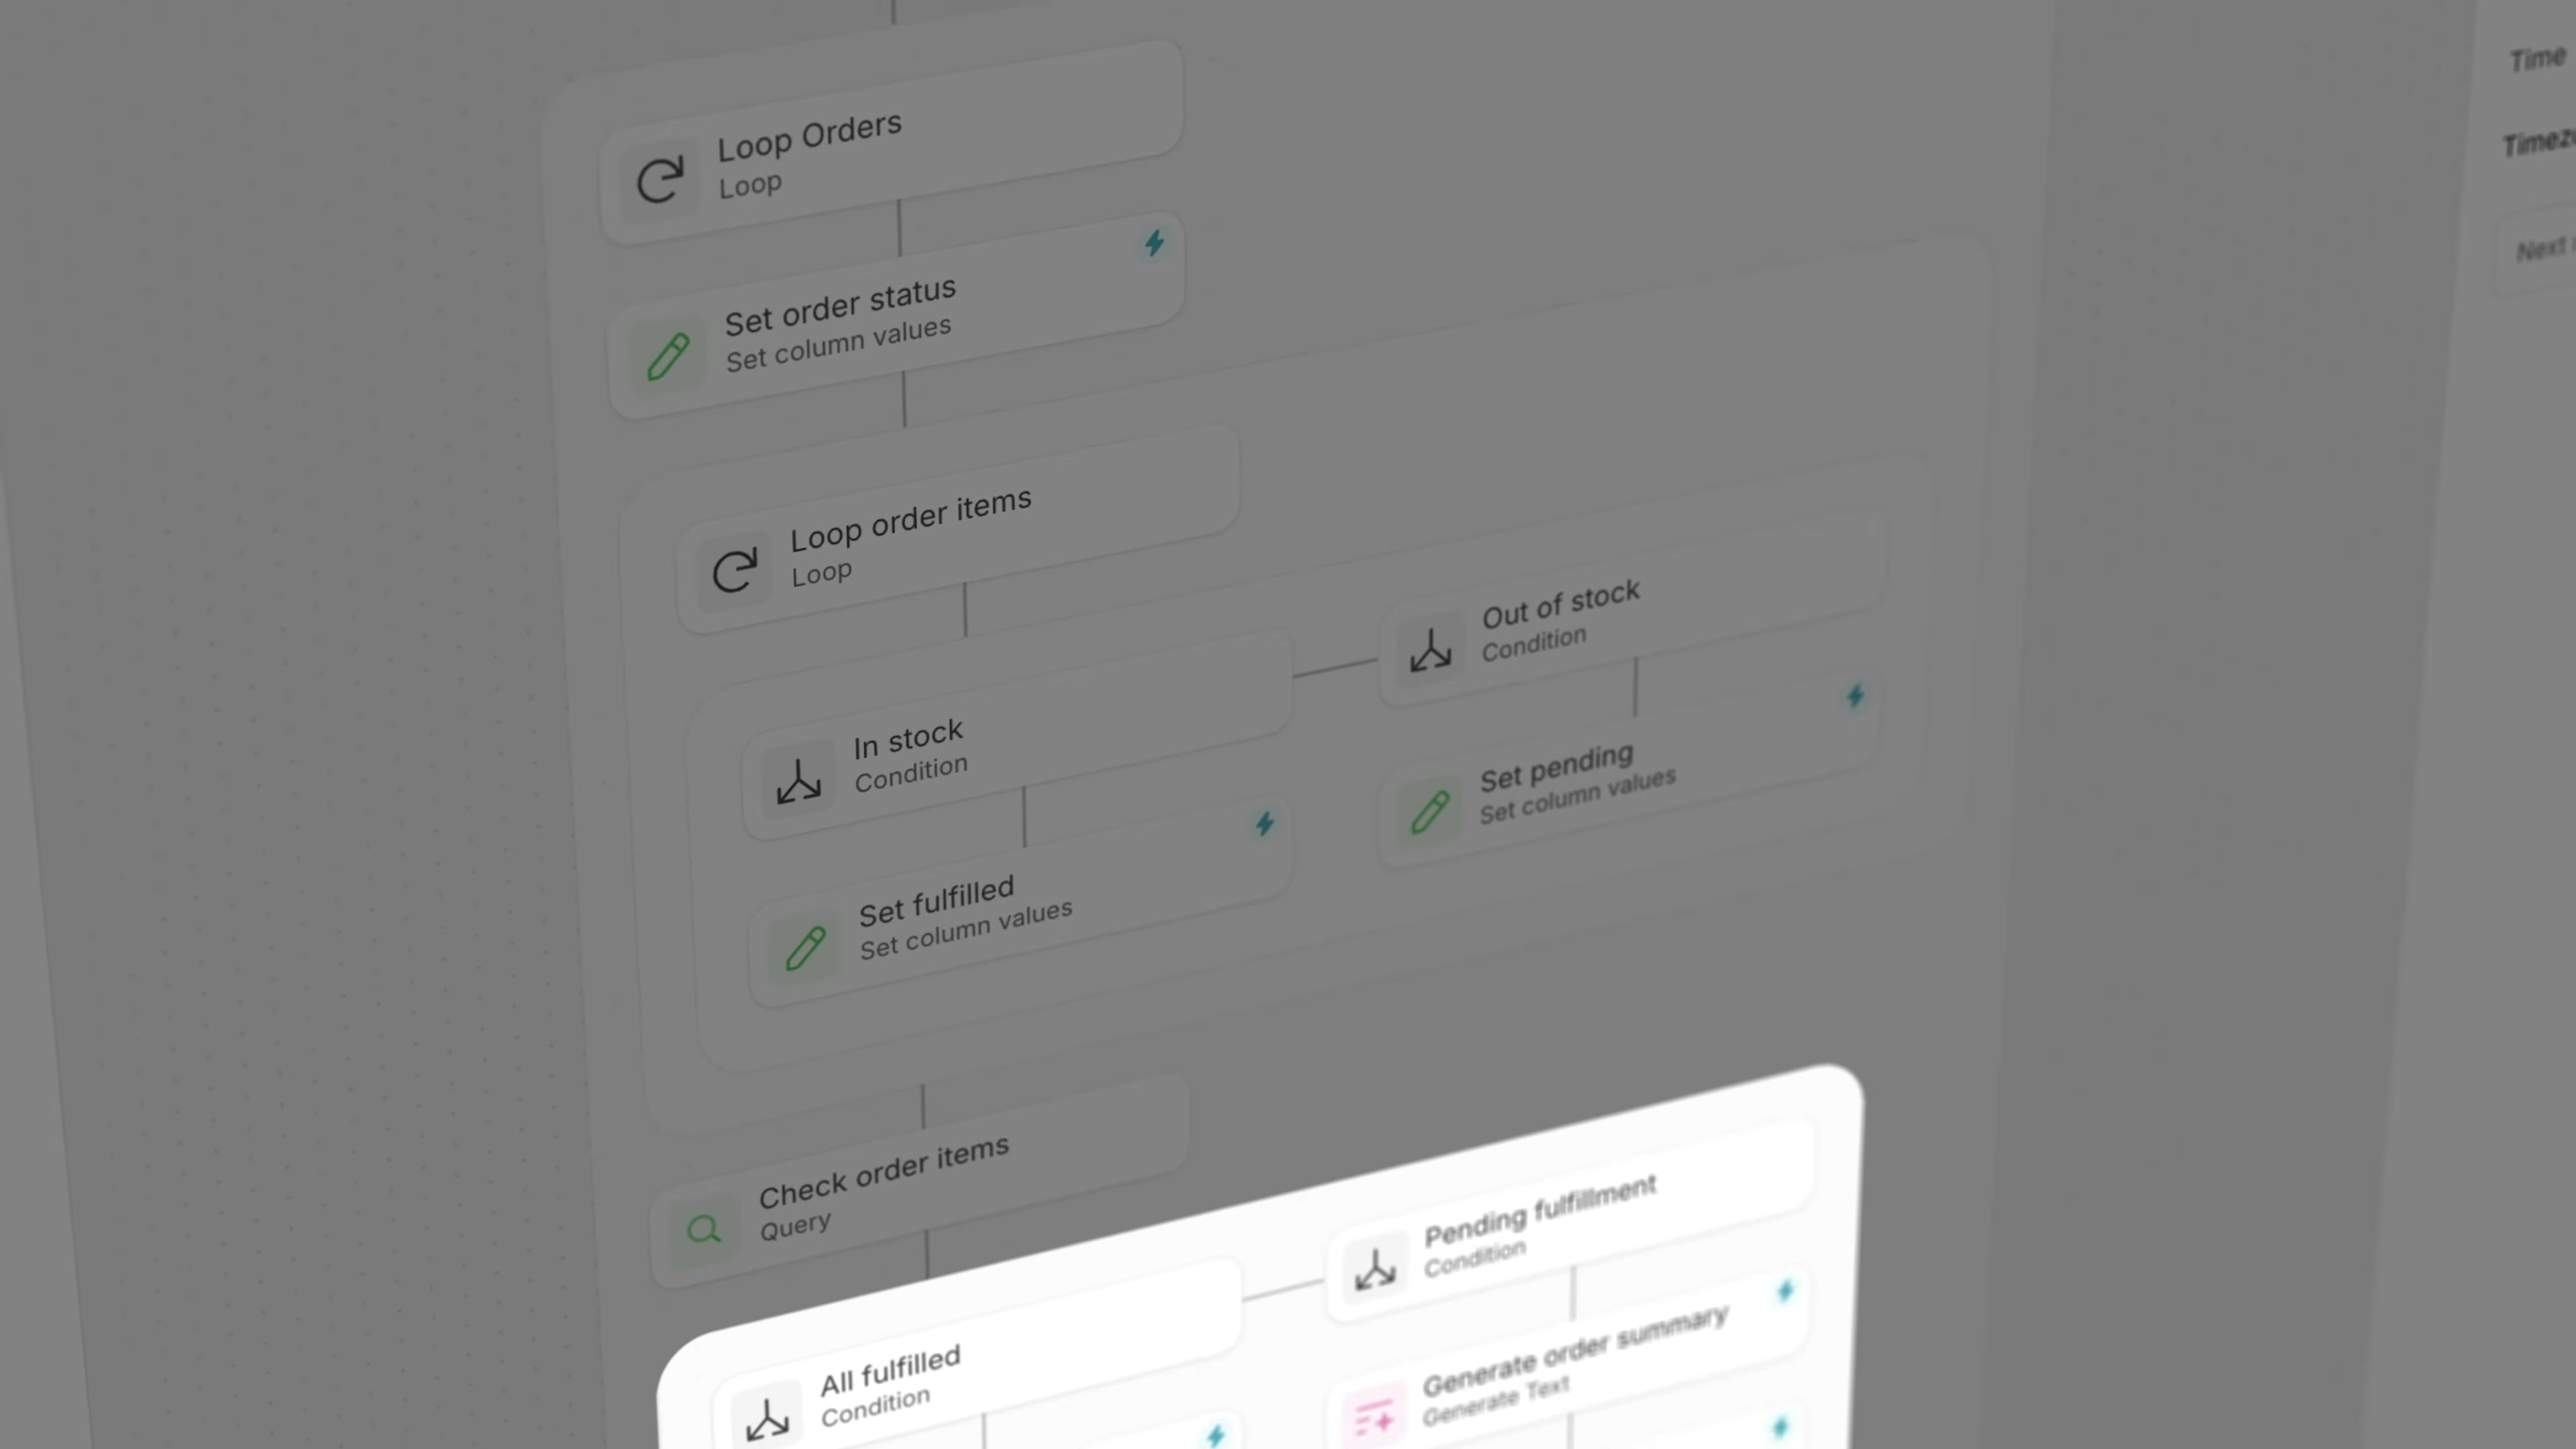 Time
Loop Orders
Loop
Set order status
Set column values
Next
Loop order items
Loop
Out of stock
Condition
In stock
Condition
Set pending
Set column values
Set fulfilled
Set column values
Check order items
Query
Pending fulfillment
Condition
All fulfilled
Condition
Generate order summary
Generate Text